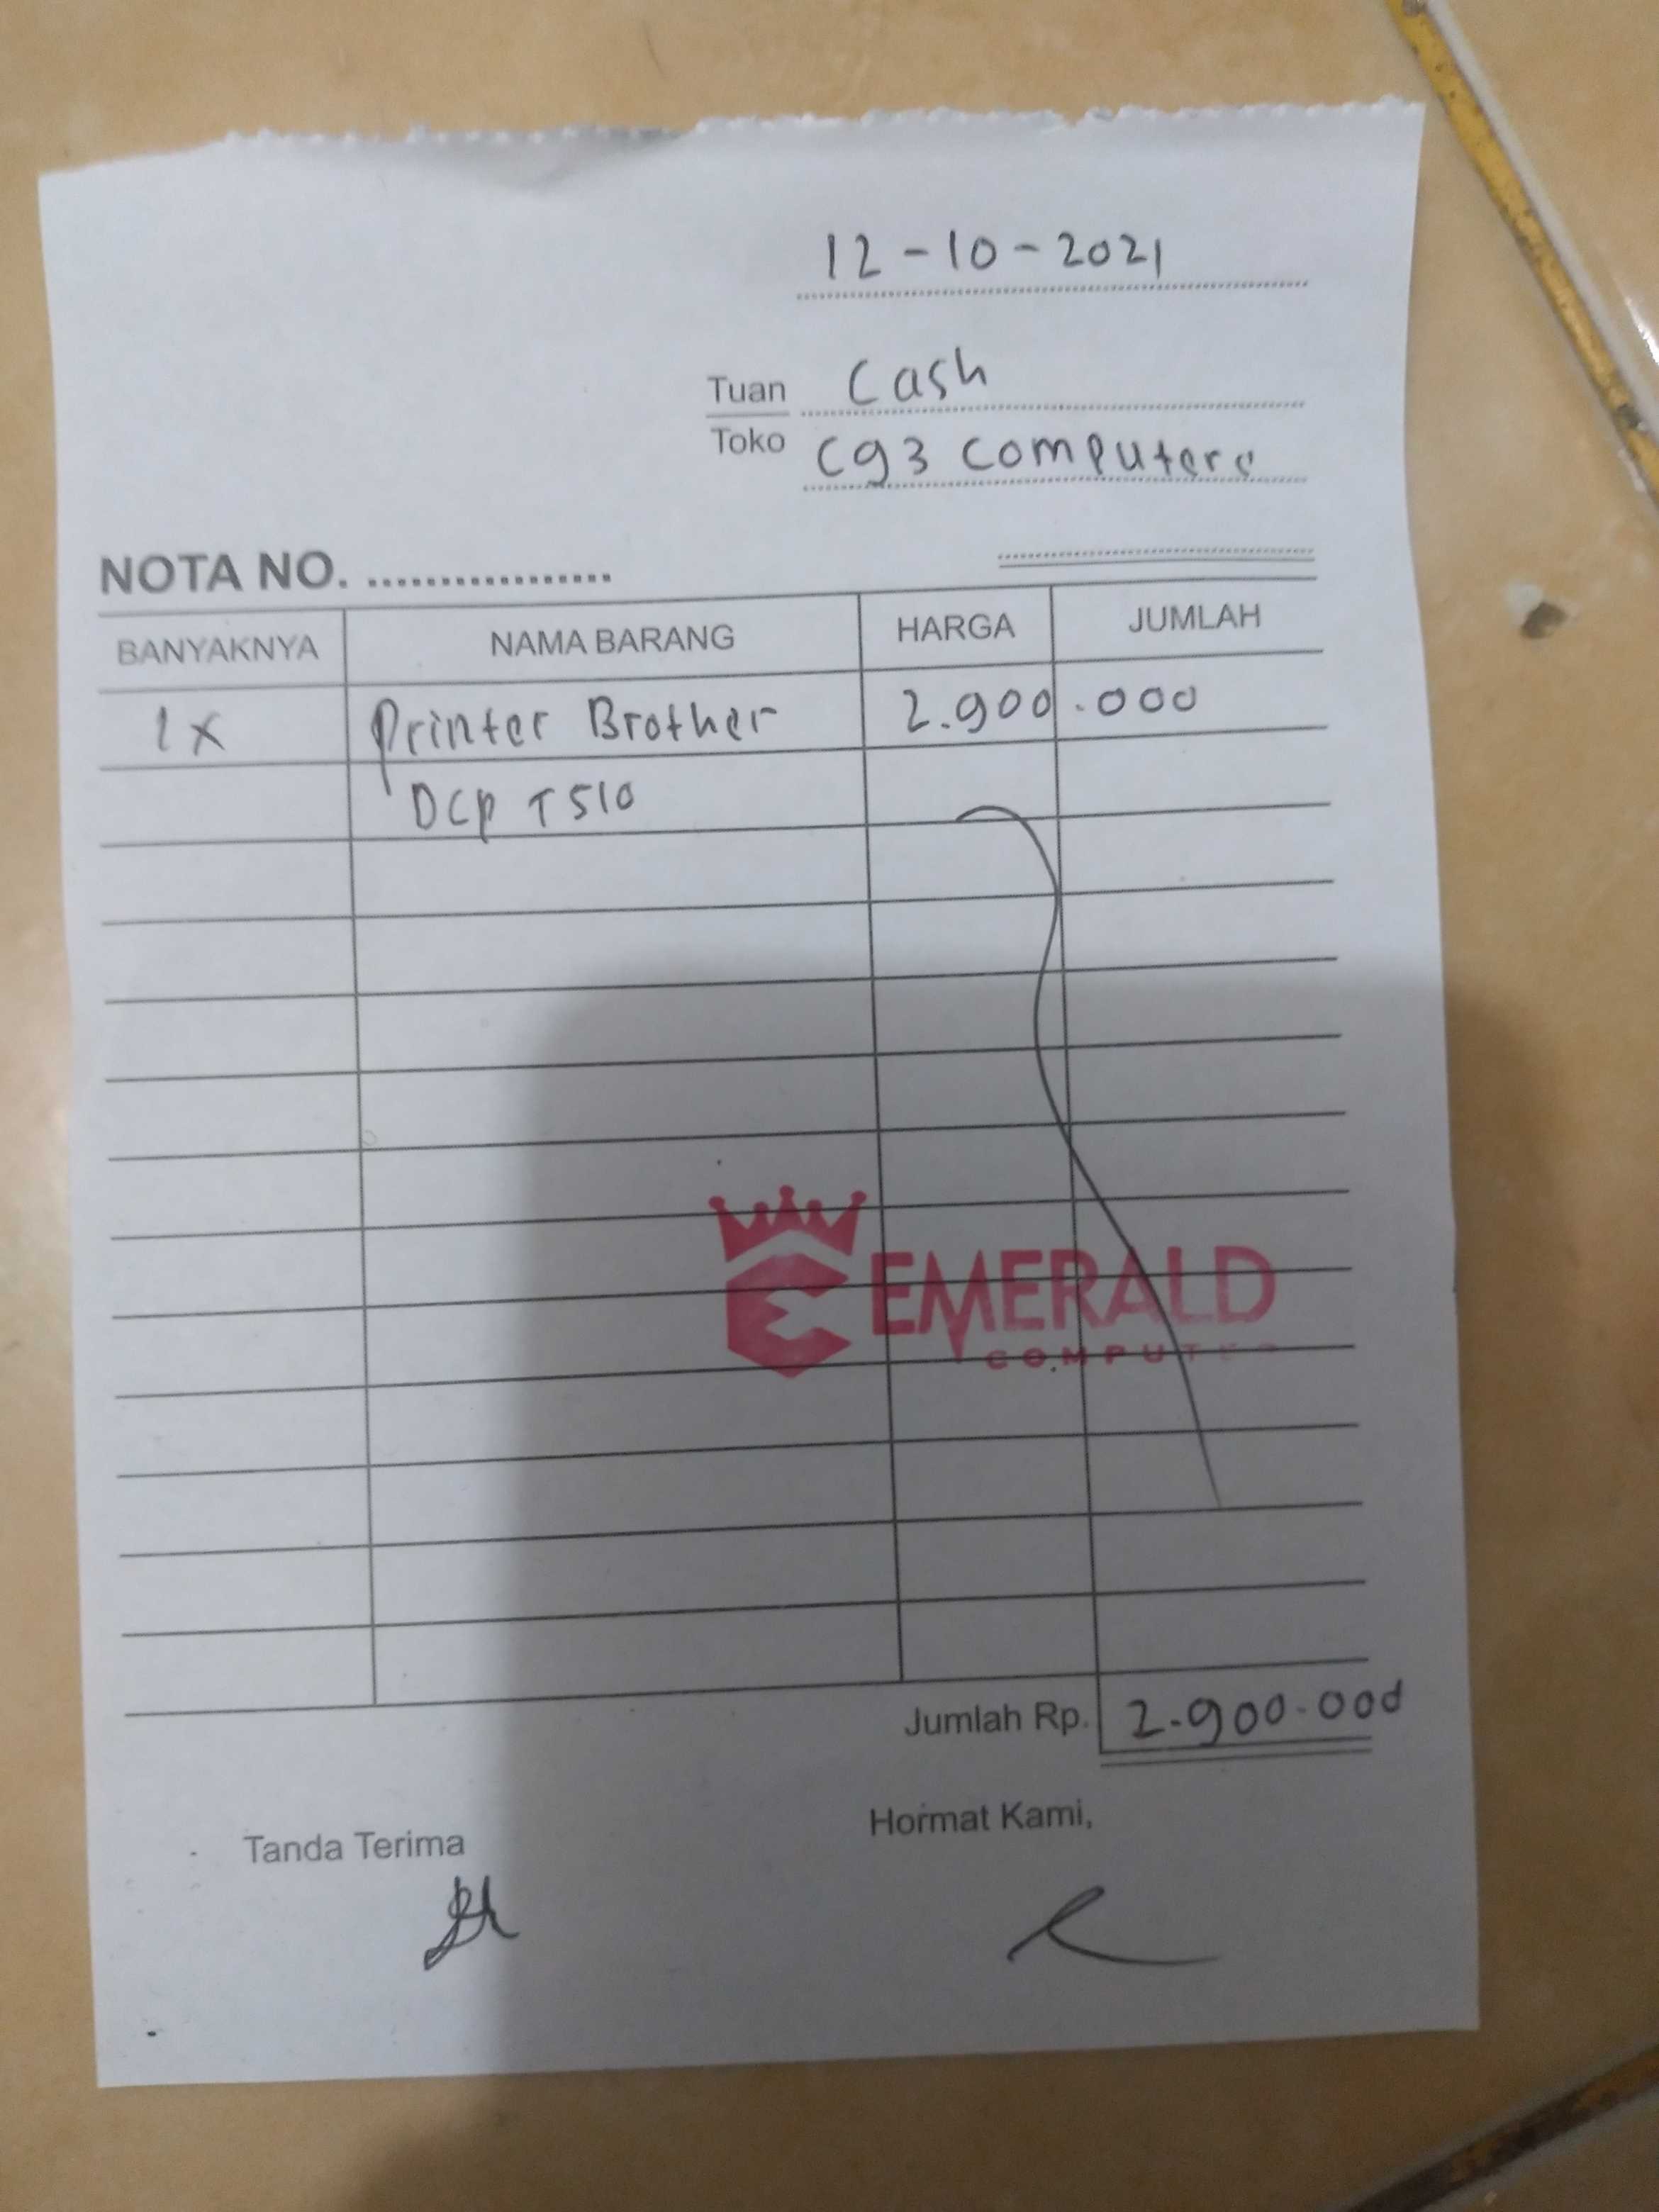 12-10-2021
Tuan Cash
Toko Cg3 Computers
NOTA NO. .................
BANYAKNYA NAMA BARANG HARGA JUMLAH
1x Printer Brother 2.900.000
DCP T510
EMERALD
COMPUTER
Jumlah Rp. 2.900.000
Tanda Terima Hormat Kami,